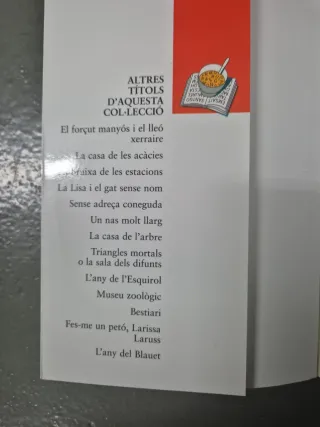 ALTRES
TÍTOLS
D'AQUESTA
COL·LECCIÓ
El forçut manyós i el lleó
xerraire
La casa de les acàcies
bruixa de les estacions
La Lisa i el gat sense nom
Sense adreça coneguda
Un nas molt llarg
La casa de l'arbre
Triangles mortals
o la sala dels difunts
L'any de l'Esquirol
Museu zoològic
Bestiari
Fes-me un petó, Larissa
Laruss
L'any del Blauet